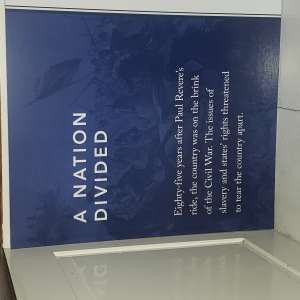 A NATION
DIVIDED
Eighty-five years after Paul Revere's
ride, the country was on the brink
of the Civil War. The issues of
slavery and states' rights threatened
to tear the country apart.